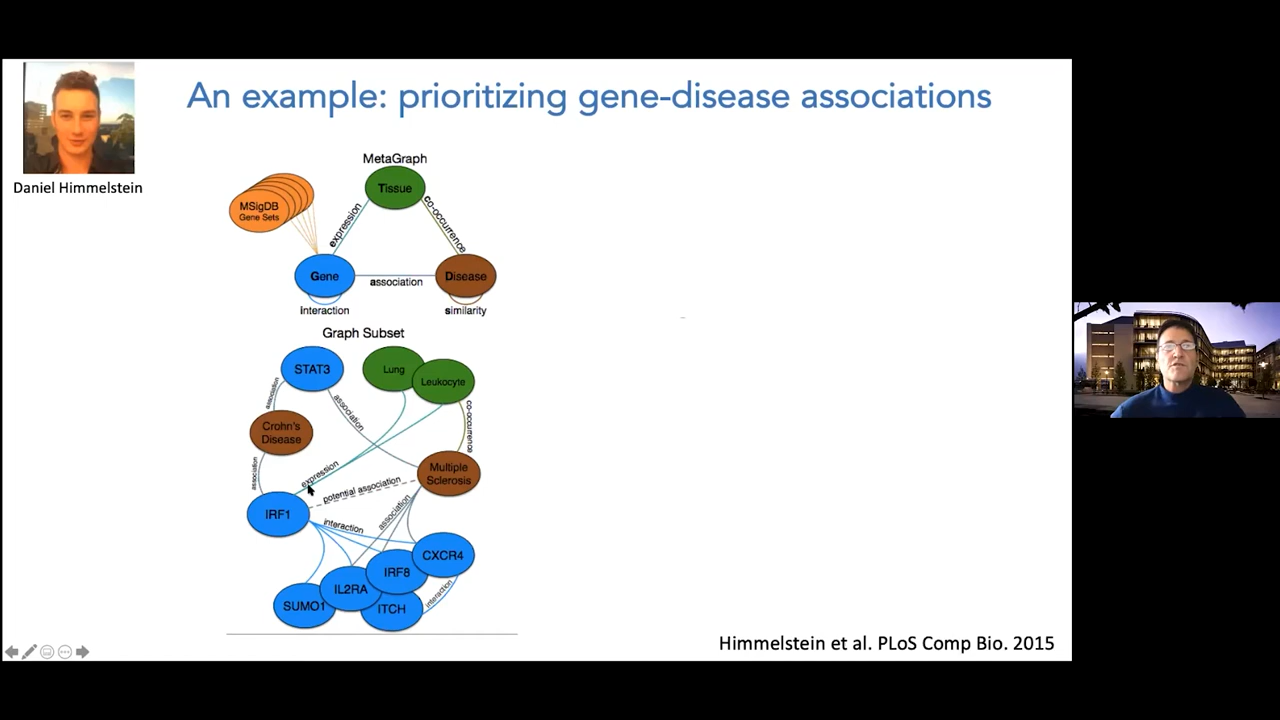 An example: prioritizing gene-disease associations
Daniel Himmelstein
MetaGraph
MSigDB
Gene Sets
Tissue
expression
co-occurrence
Gene
association
Disease
interaction
similarity
Graph Subset
STAT3
Lung
Leukocyte
association
association
co-occurrence
Crohn's
Disease
association
expression
Multiple
Sclerosis
potential association
IRF1
interaction
association
CXCR4
IRF8
IL2RA
interaction
SUMO1
ITCH
Himmelstein et al. PLoS Comp Bio. 2015